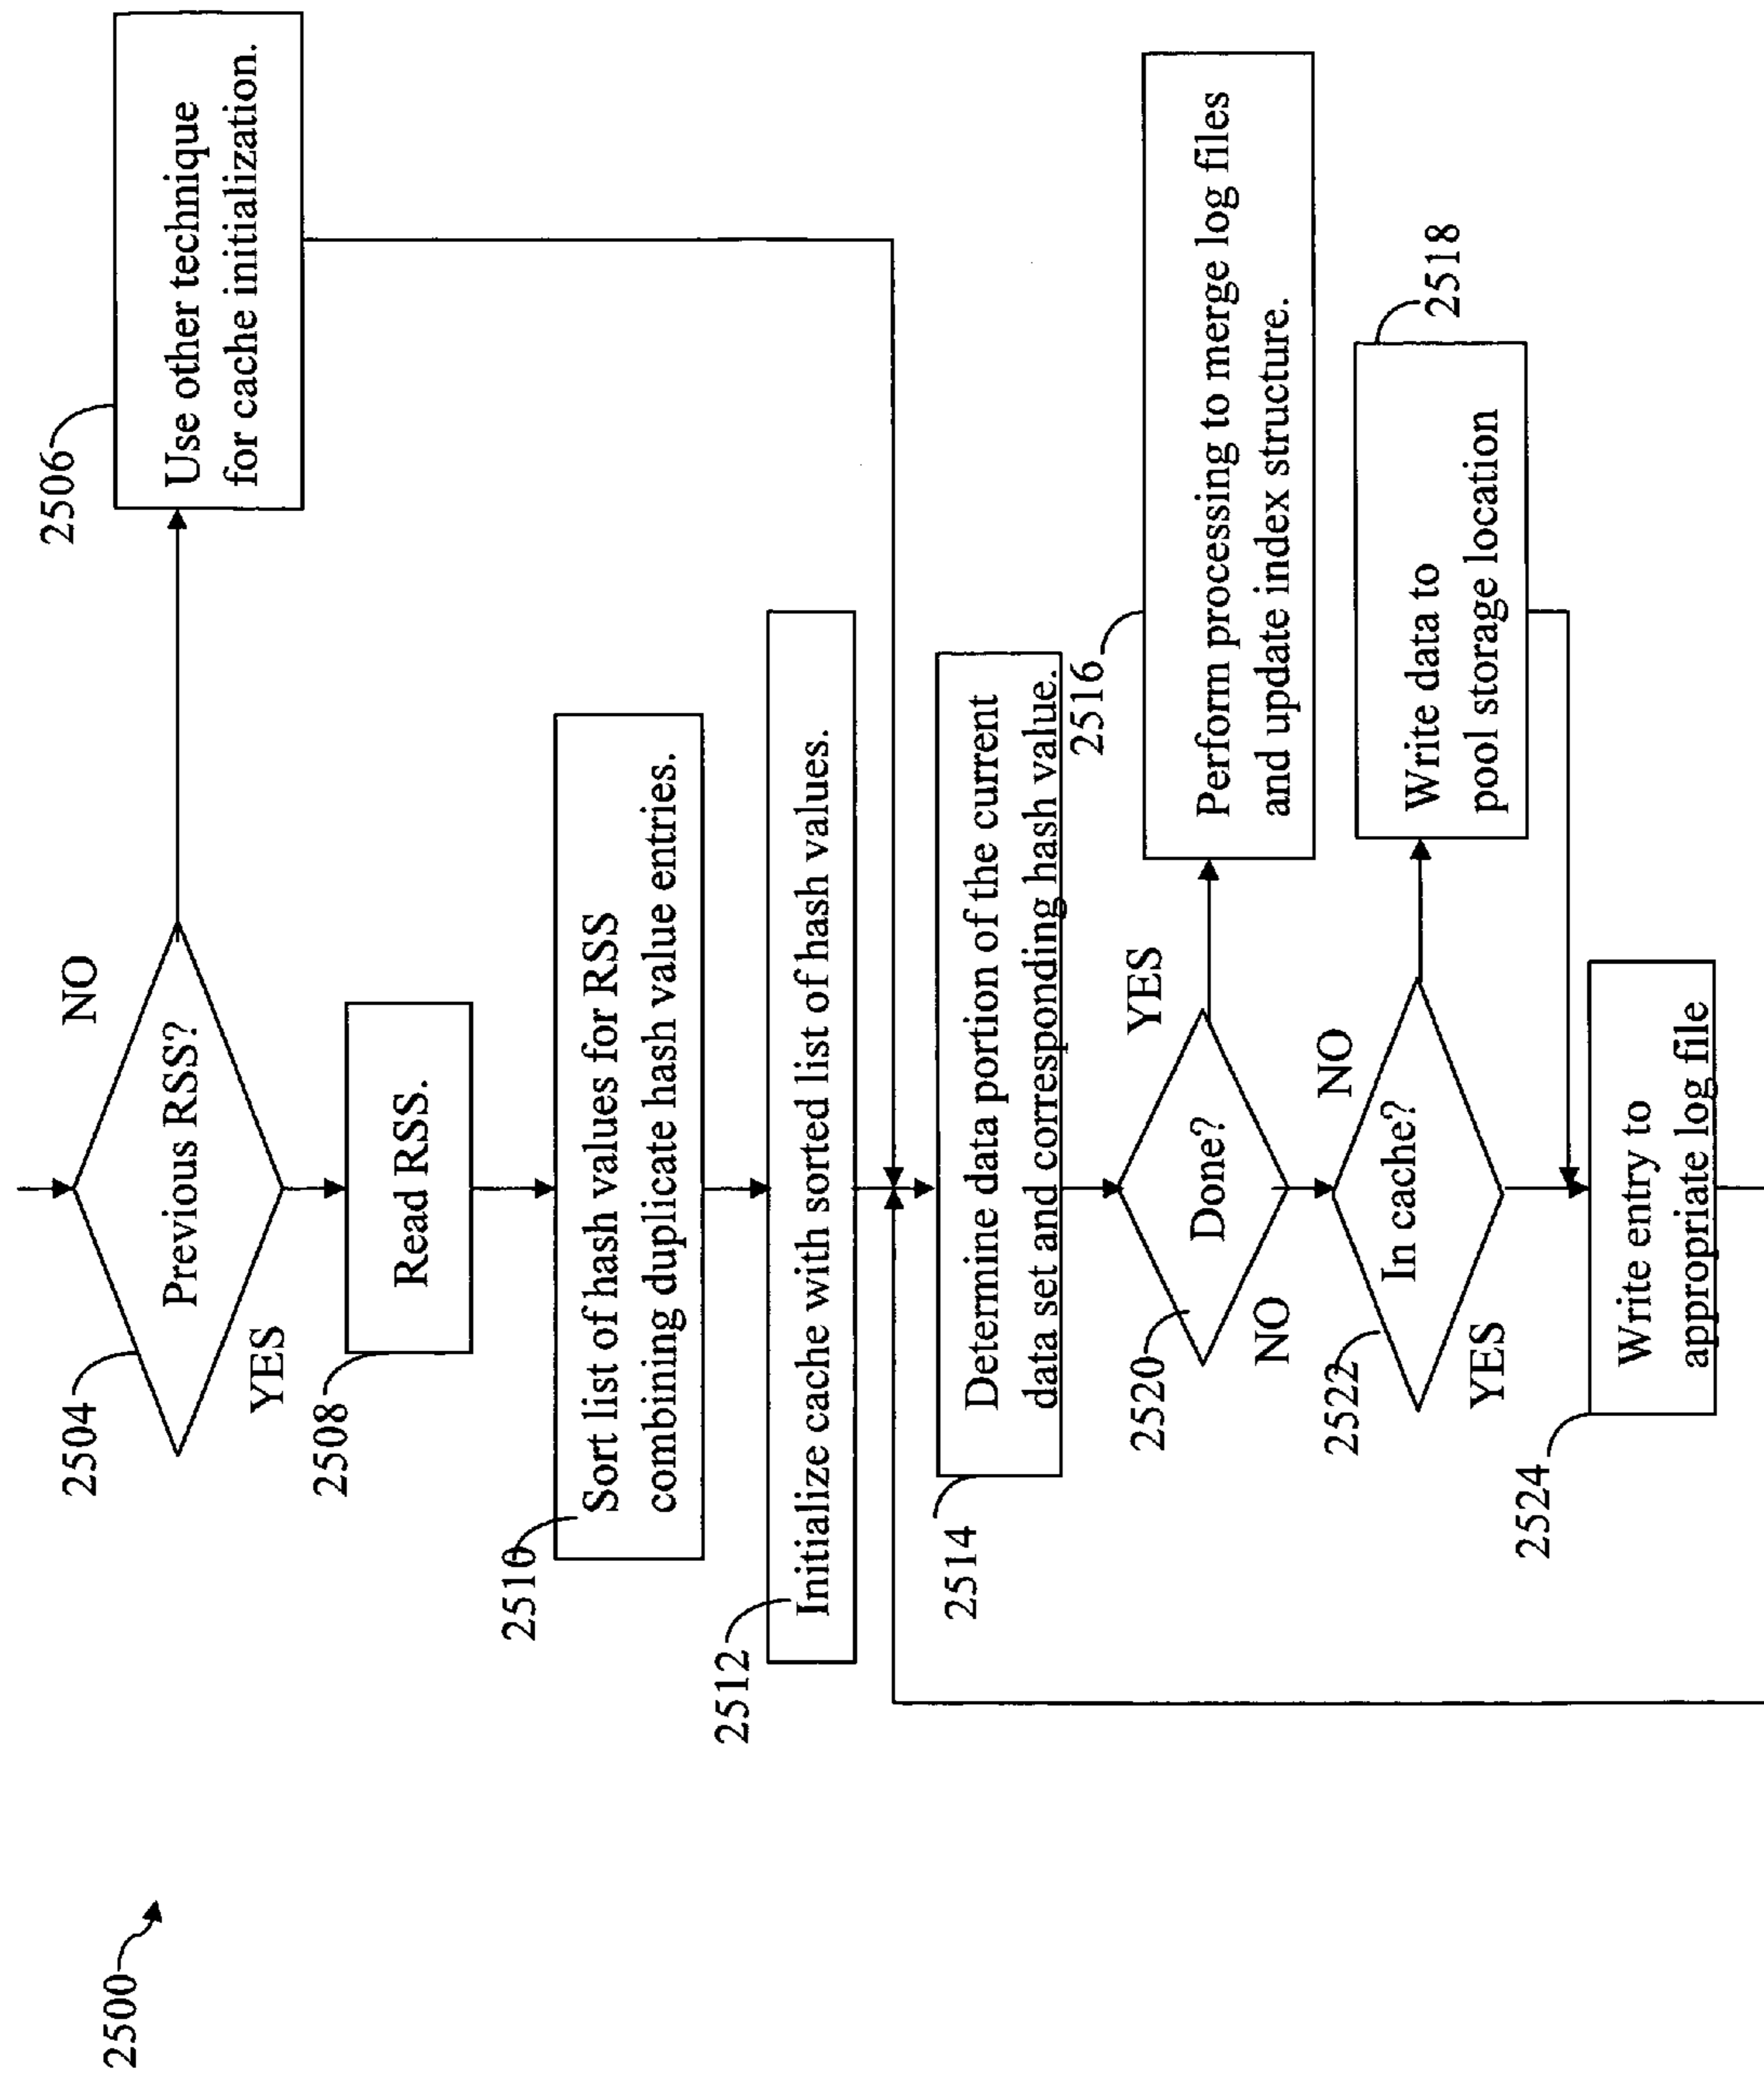 2500
2504
Previous RSS?
NO
YES
2506
Use other technique
for cache initialization.
2508
Read RSS.
2510
Sort list of hash values for RSS
combining duplicate hash value entries.
2512
Initialize cache with sorted list of hash values.
2514
Determine data portion of the current
data set and corresponding hash value.
2520
Done?
YES
NO
2516
Perform processing to merge log files
and update index structure.
2522
In cache?
NO
YES
2518
Write data to
pool storage location
2524
Write entry to
appropriate log file